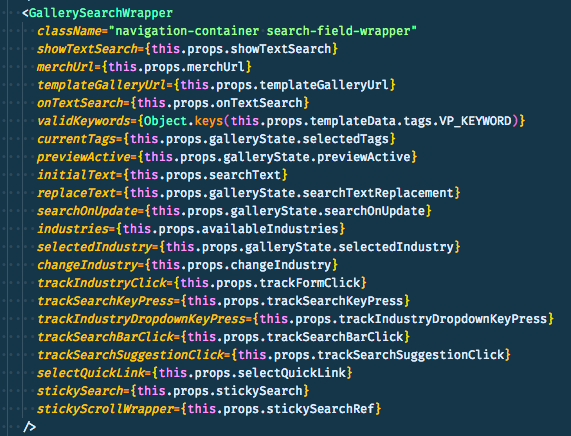 <GallerySearchWrapper
className="navigation-container search-field-wrapper"
showTextSearch={this.props.showTextSearch}
merchUrl={this.props.merchUrl}
templateGalleryUrl={this.props.templateGalleryUrl}
onTextSearch={this.props.onTextSearch}
validKeywords={Object.keys(this.props.templateData.tags.VP_KEYWORD)}
currentTags={this.props.galleryState.selectedTags}
previewActive={this.props.galleryState.previewActive}
initialText={this.props.searchText}
replaceText={this.props.galleryState.searchTextReplacement}
searchOnUpdate={this.props.galleryState.searchOnUpdate}
industries={this.props.availableIndustries}
selectedIndustry={this.props.galleryState.selectedIndustry}
changeIndustry={this.props.changeIndustry}
trackIndustryClick={this.props.trackFormClick}
trackSearchKeyPress={this.props.trackSearchKeyPress}
trackIndustryDropdownKeyPress={this.props.trackIndustryDropdownKeyPress}
trackSearchBarClick={this.props.trackSearchBarClick}
trackSearchSuggestionClick={this.props.trackSearchSuggestionClick}
selectQuickLink={this.props.selectQuickLink}
stickySearch={this.props.stickySearch}
stickyScrollWrapper={this.props.stickySearchRef}
/>